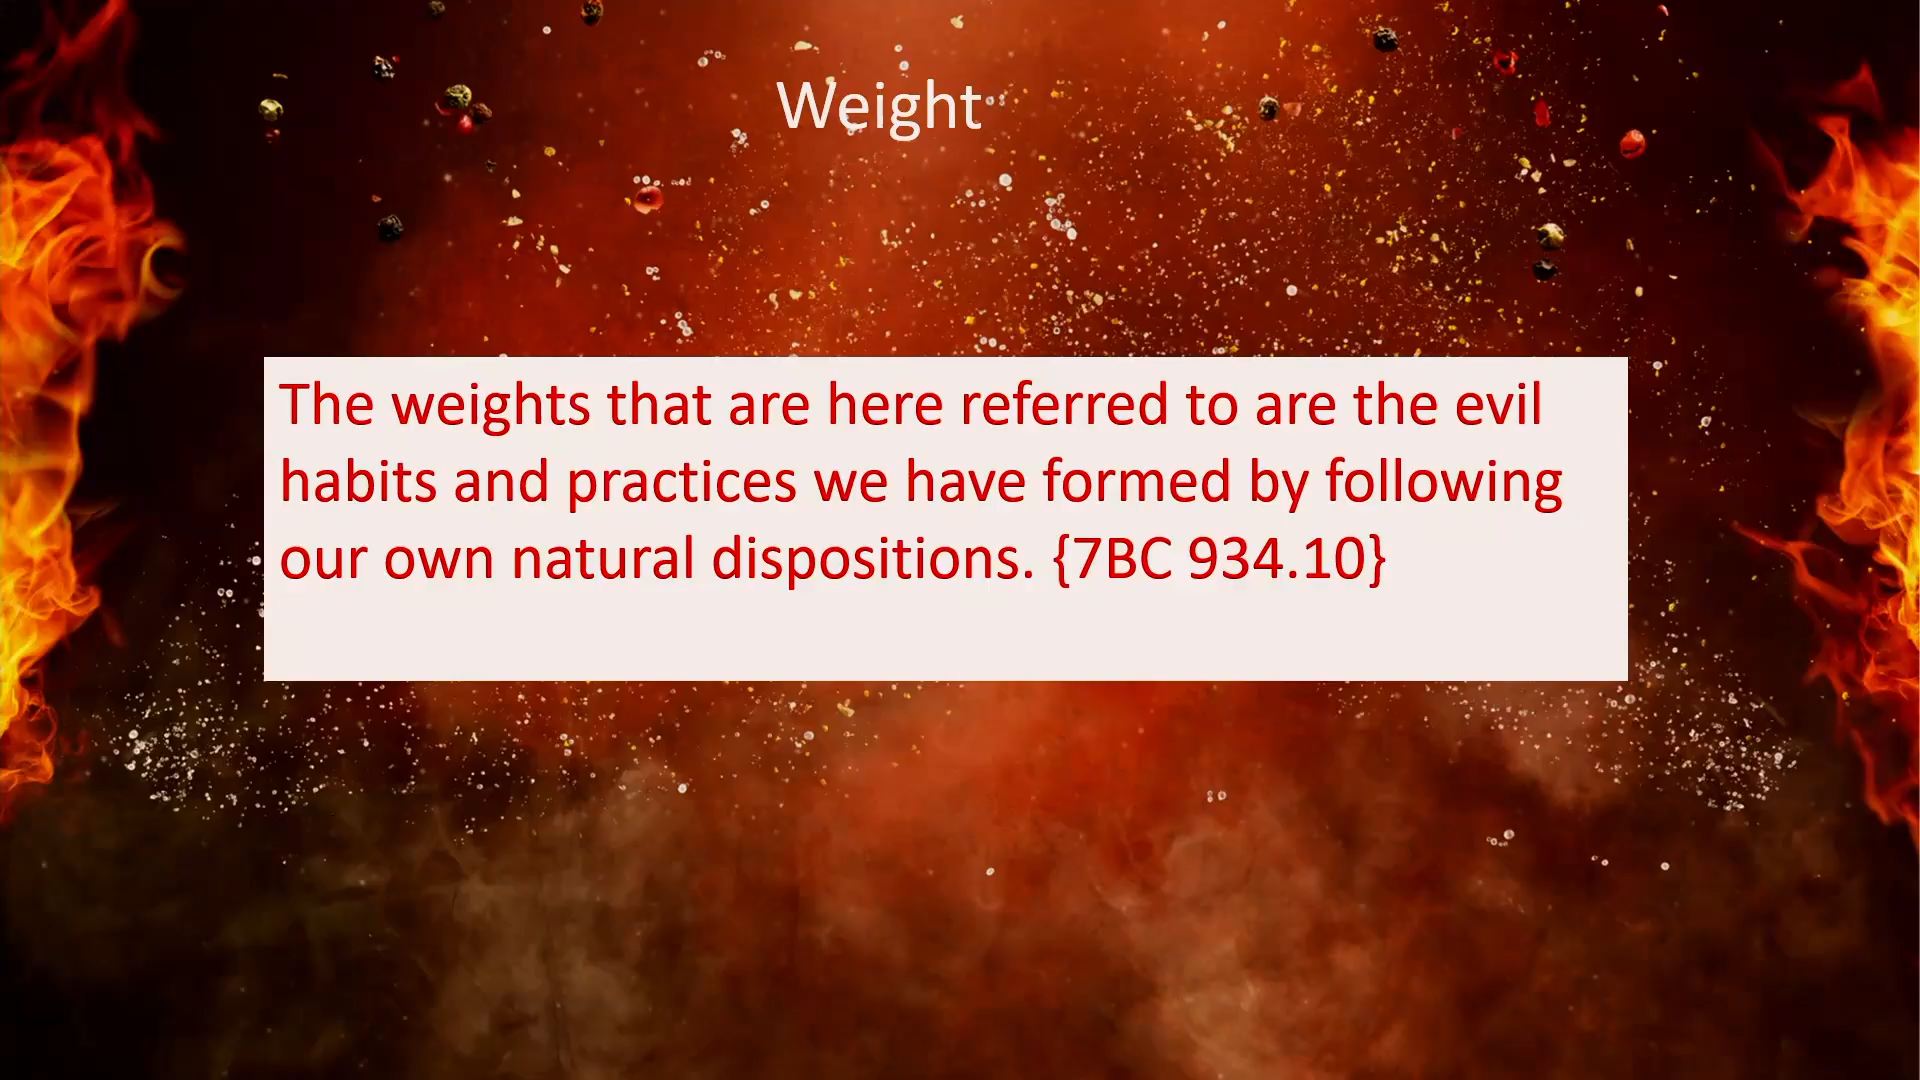 Weight
The weights that are here referred to are the evil
habits and practices we have formed by following
our own natural dispositions. {7BC 934.10}